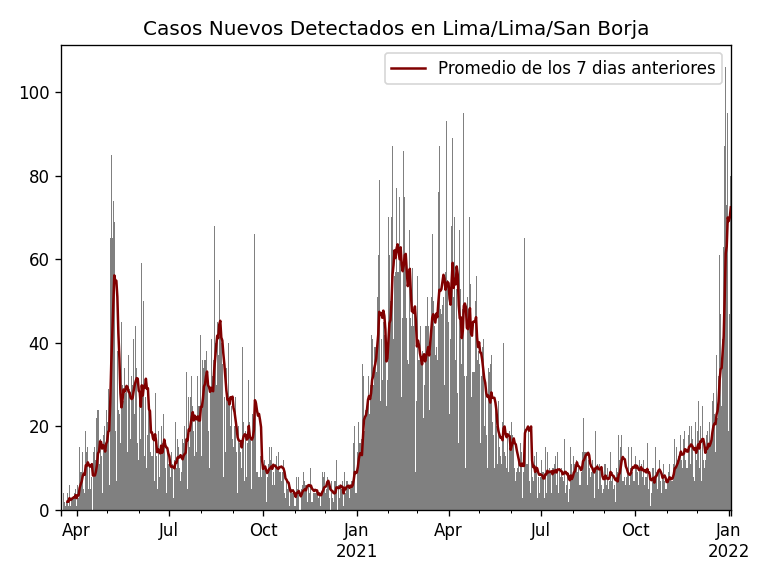 Casos Nuevos Detectados en Lima/Lima/San Borja
Promedio de los 7 dias anteriores
100
80
60
40
20
0
Apr Jul Oct Jan Apr Jul Oct Jan
2021 2022